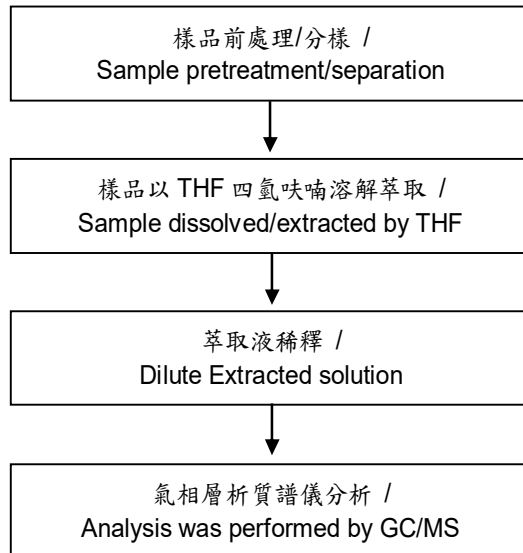 樣品前處理/分樣 /
Sample pretreatment/separation
樣品以 THF 四氫呋喃溶解萃取 /
Sample dissolved/extracted by THF
萃取液稀釋 /
Dilute Extracted solution
氣相層析質譜儀分析 /
Analysis was performed by GC/MS